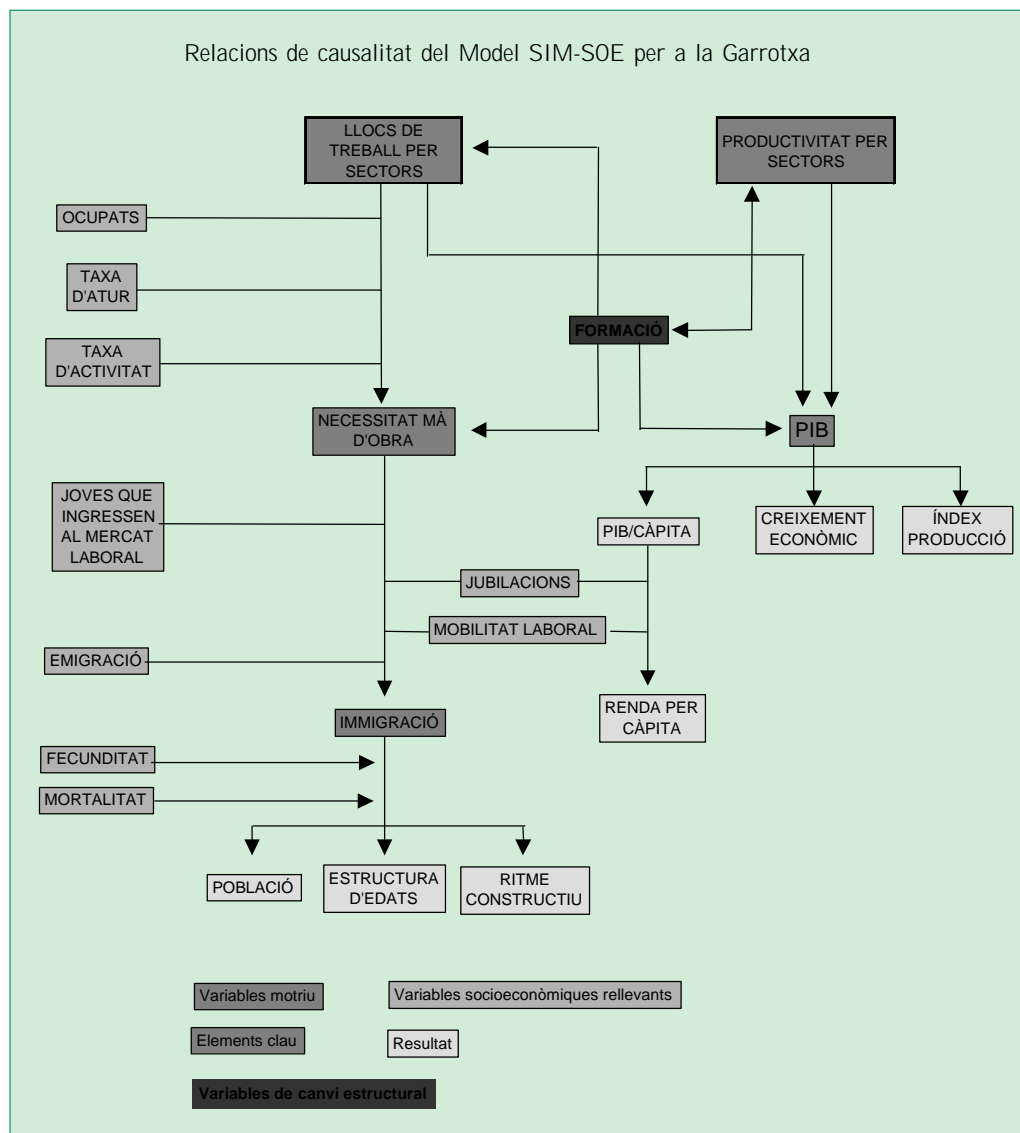 Relacions de causalitat del Model SIM-SOE per a la Garrotxa
LLOCS DE
TREBALL PER
SECTORS
PRODUCTIVITAT PER
SECTORS
OCUPATS
TAXA
D'ATUR
FORMACIÓ
TAXA
D'ACTIVITAT
NECESSITAT MÀ
D'OBRA
PIB
JOVES QUE
INGRESSEN
AL MERCAT
LABORAL
PIB/CÀPITA
CREIXEMENT
ECONÒMIC
ÍNDEX
PRODUCCIÓ
JUBILACIONS
MOBILITAT LABORAL
EMIGRACIÓ
RENDA PER
CÀPITA
IMMIGRACIÓ
FECUNDITAT
MORTALITAT
POBLACIÓ
ESTRUCTURA
D'EDATS
RITME
CONSTRUCTIU
Variables motriu
Variables socioeconòmiques rellevants
Elements clau
Resultat
Variables de canvi estructural